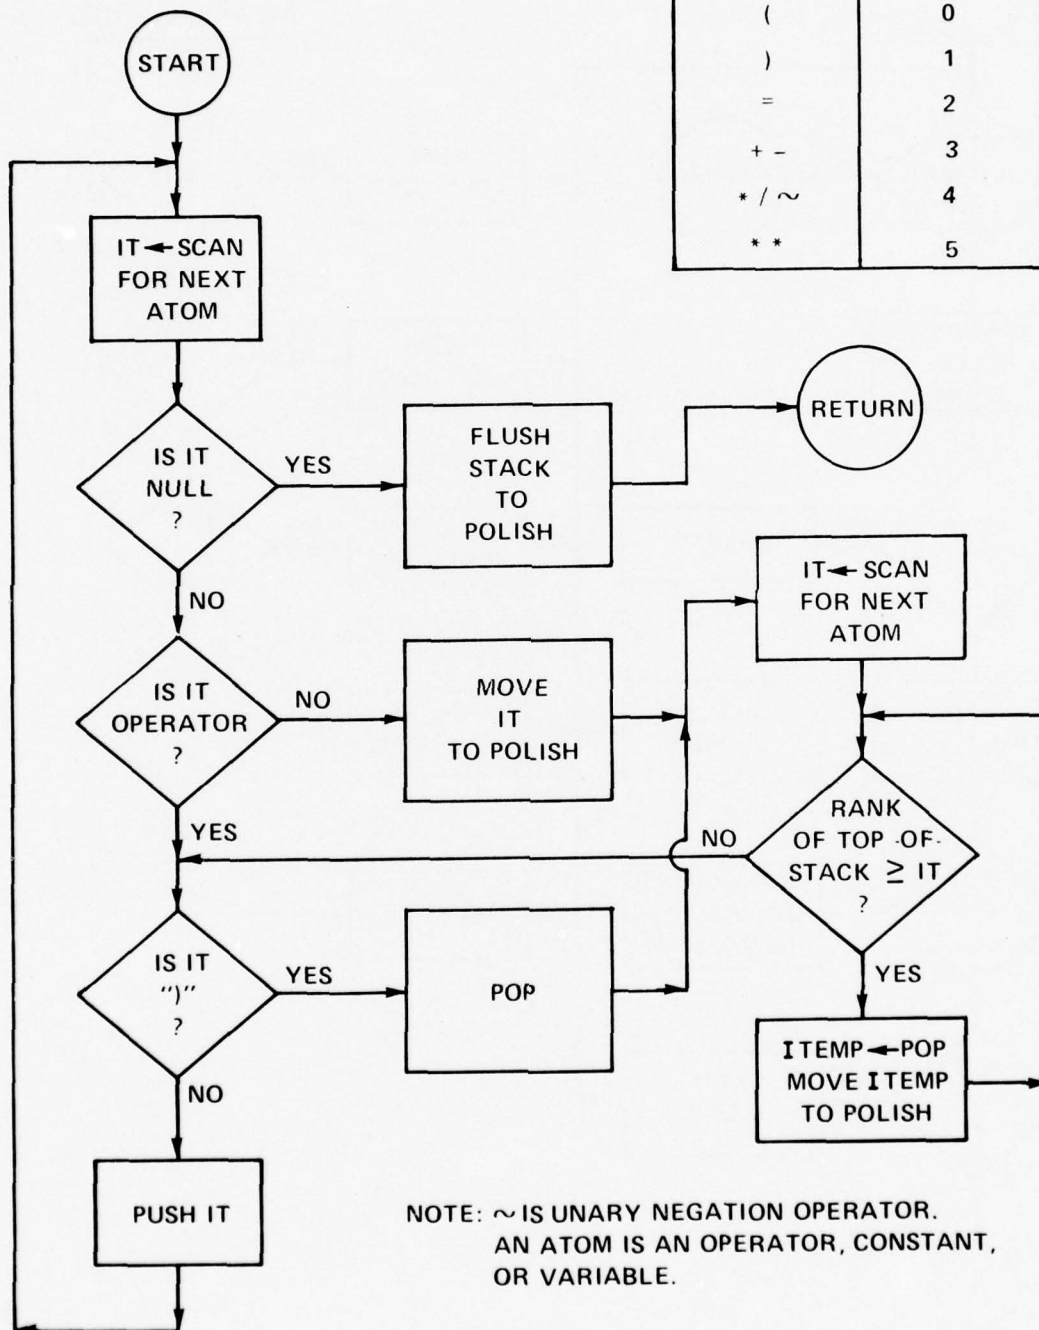 ( 0
) 1
= 2
+ - 3
* / ~ 4
* * 5
START
IT ← SCAN
FOR NEXT
ATOM
IS IT
NULL
?
YES
FLUSH
STACK
TO
POLISH
RETURN
NO
IS IT
OPERATOR
?
NO
MOVE
IT
TO POLISH
IT ← SCAN
FOR NEXT
ATOM
YES
NO
RANK
OF TOP-OF-
STACK ≥ IT
?
IS IT
")"
?
YES
POP
YES
ITEMP ← POP
MOVE ITEMP
TO POLISH
NO
PUSH IT
NOTE: ~ IS UNARY NEGATION OPERATOR.
AN ATOM IS AN OPERATOR, CONSTANT,
OR VARIABLE.